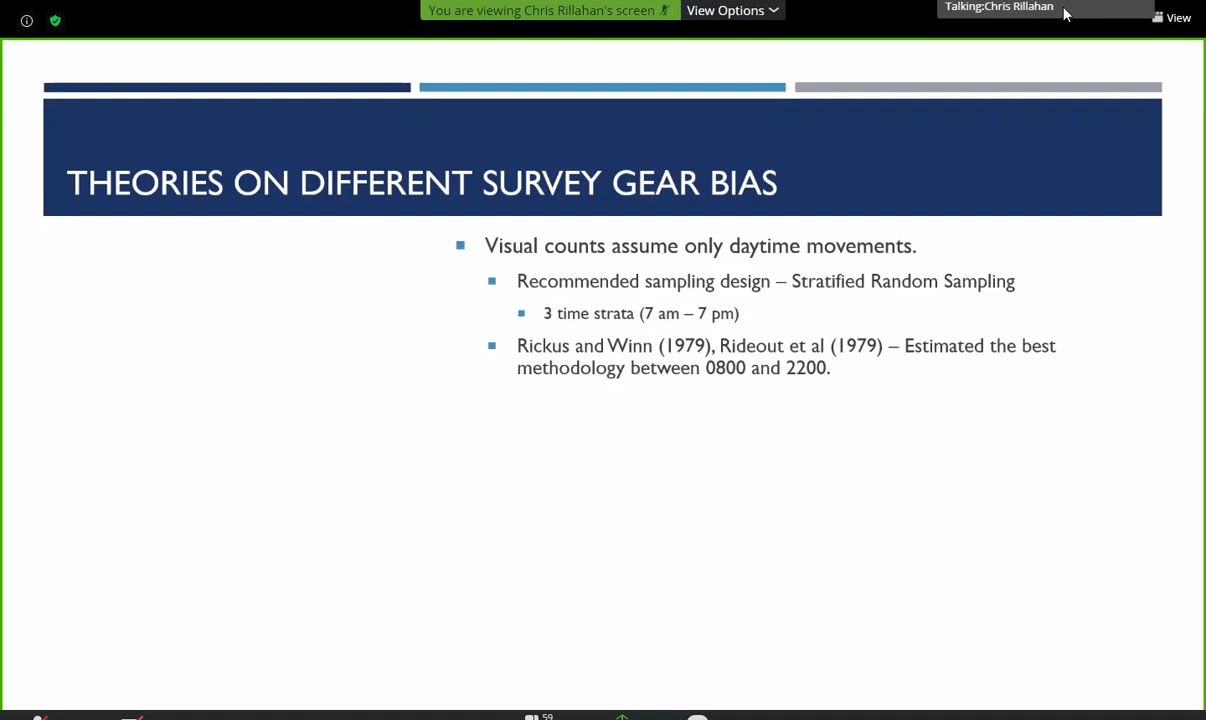 You are viewing Chris Rillahan's screen
View Options
Talking:Chris Rillahan
View
THEORIES ON DIFFERENT SURVEY GEAR BIAS
Visual counts assume only daytime movements.
Recommended sampling design – Stratified Random Sampling
3 time strata (7 am – 7 pm)
Rickus and Winn (1979), Rideout et al (1979) – Estimated the best
methodology between 0800 and 2200.
59